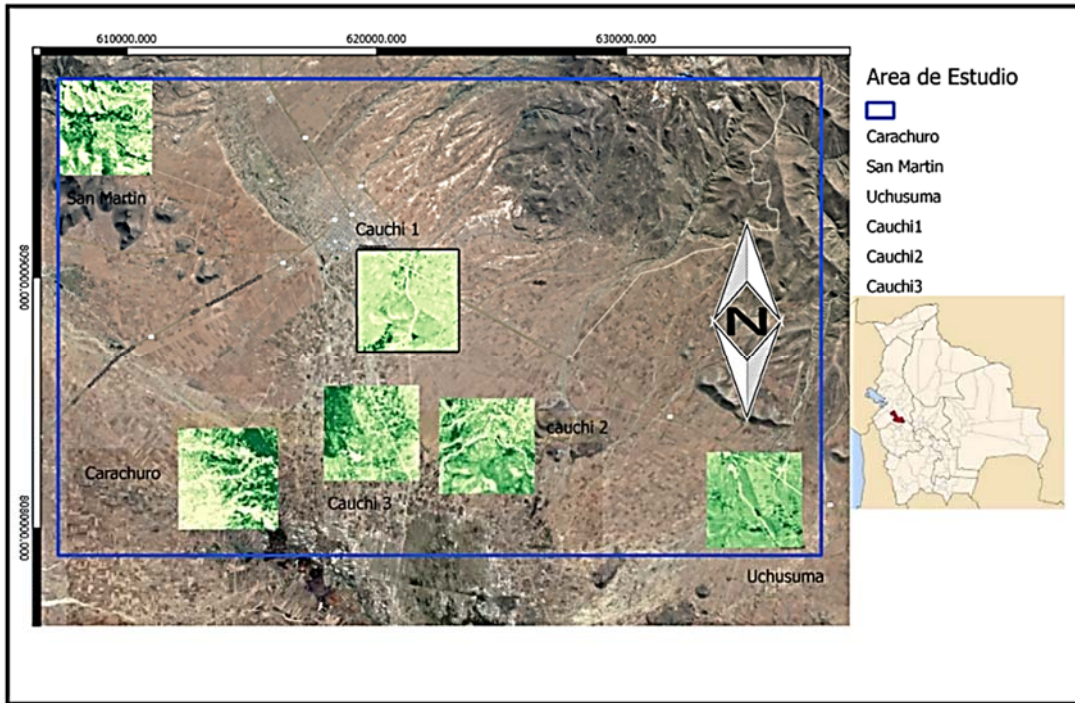 610000.000
620000.000
630000.000
Area de Estudio
Carachuro
San Martin
Uchusuma
Cauchi1
Cauchi2
Cauchi3
San Martin
Cauchi 1
8090000.000
N
cauchi 2
Carachuro
Cauchi 3
8080000.000
Uchusuma